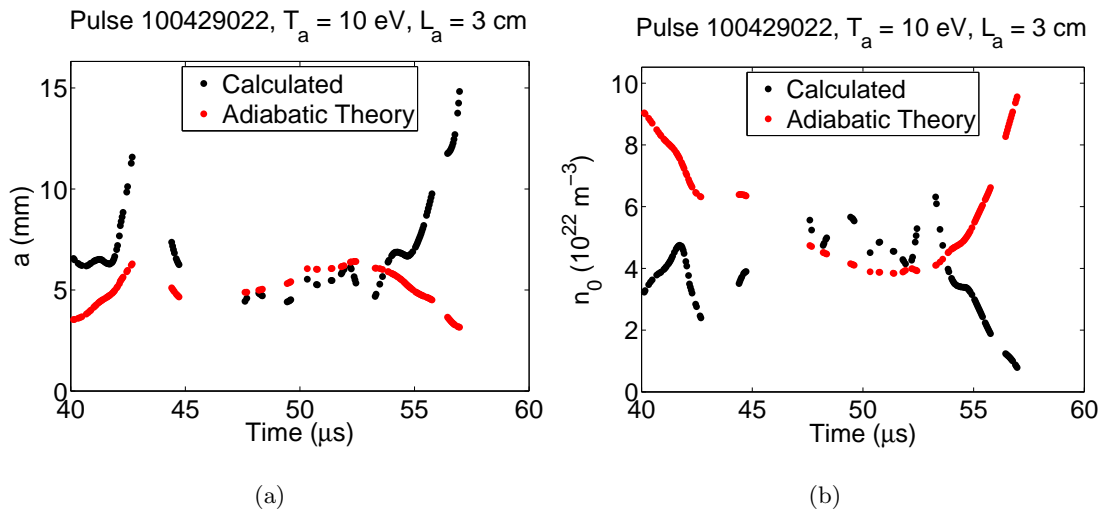 Pulse 100429022, T_a = 10 eV, L_a = 3 cm
15
10
5
0
a (mm)
Calculated
Adiabatic Theory
40
45
50
55
60
Time (μs)
(a)
Pulse 100429022, T_a = 10 eV, L_a = 3 cm
10
8
6
4
2
0
n_0 (10^22 m^−3)
Calculated
Adiabatic Theory
40
45
50
55
60
Time (μs)
(b)